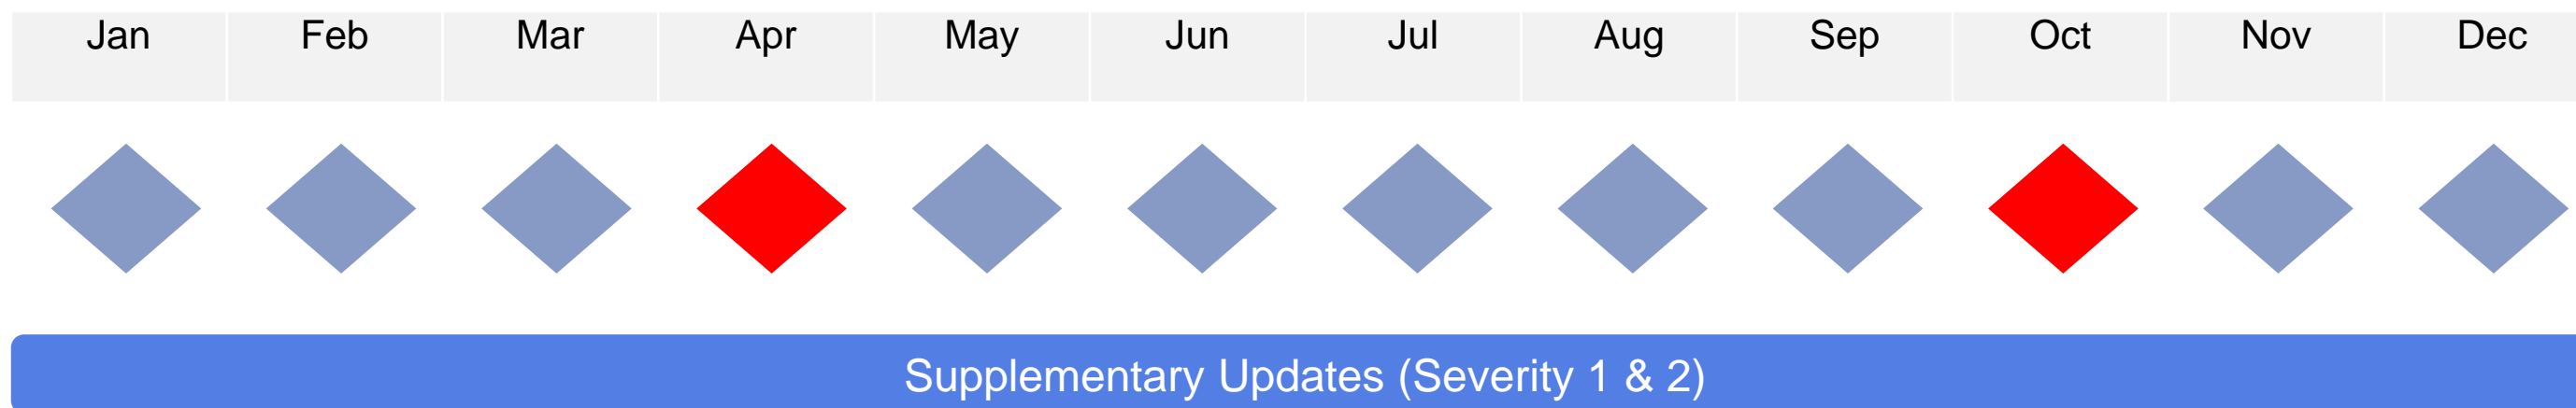 Jan Feb Mar Apr May Jun Jul Aug Sep Oct Nov Dec
Supplementary Updates (Severity 1 & 2)